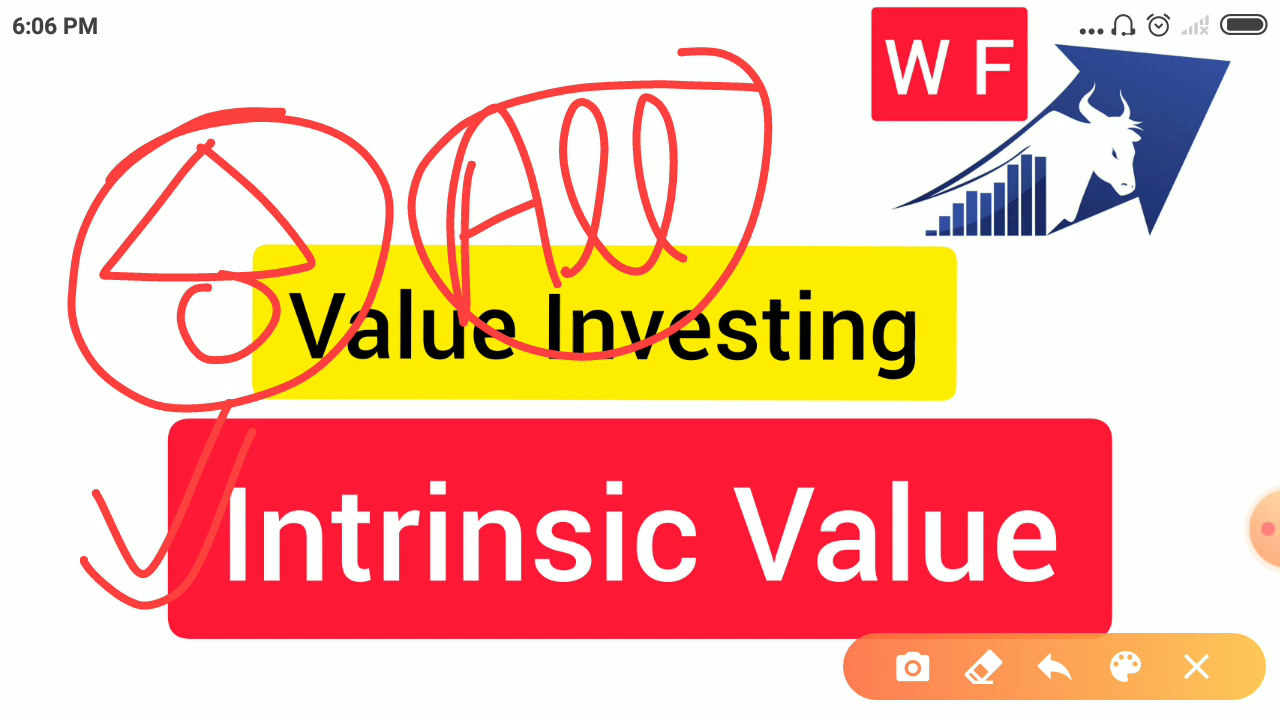 6:06 PM
W F
All
Value Investing
Intrinsic Value